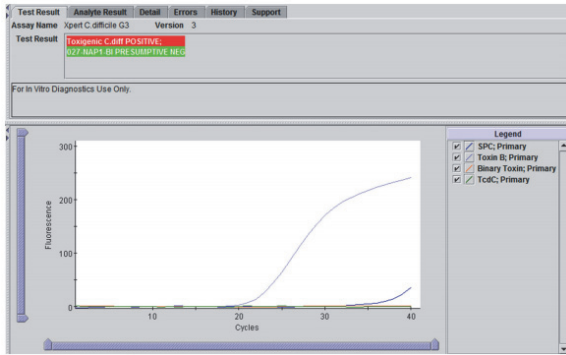 Test Result Analyte Result Detail Errors History Support
Assay Name Xpert C.difficile G3 Version 3
Test Result Toxigenic C.diff POSITIVE;
027-NAP1-BI PRESUMPTIVE NEG
For In Vitro Diagnostics Use Only.
Legend
SPC; Primary
Toxin B; Primary
Binary Toxin; Primary
TcdC; Primary
300
200
100
0
Fluorescence
10 20 30 40
Cycles